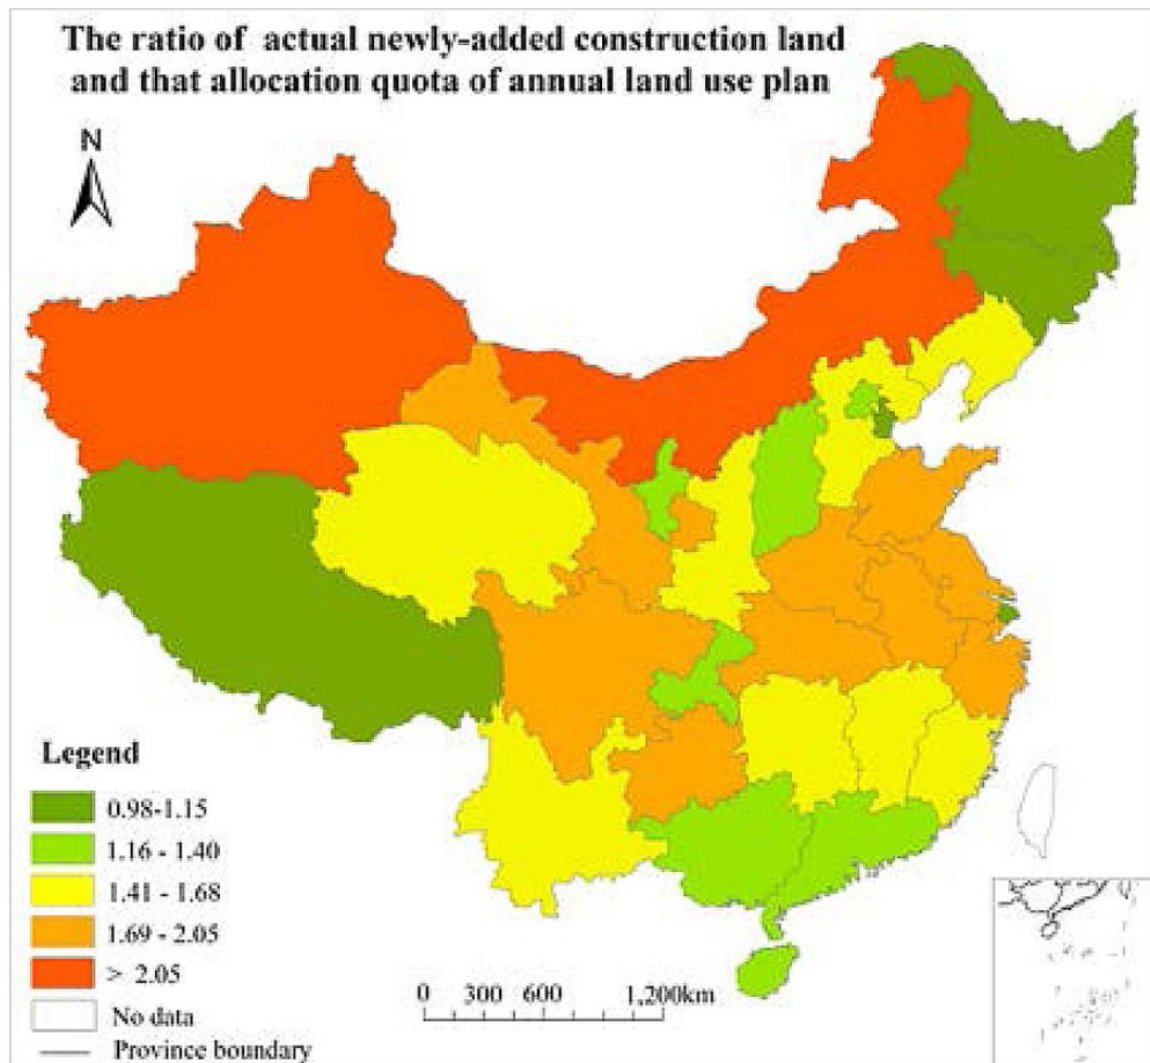 The ratio of actual newly-added construction land
and that allocation quota of annual land use plan
N
Legend
0.98-1.15
1.16 - 1.40
1.41 - 1.68
1.69 - 2.05
> 2.05
No data
Province boundary
0 300 600 1,200km